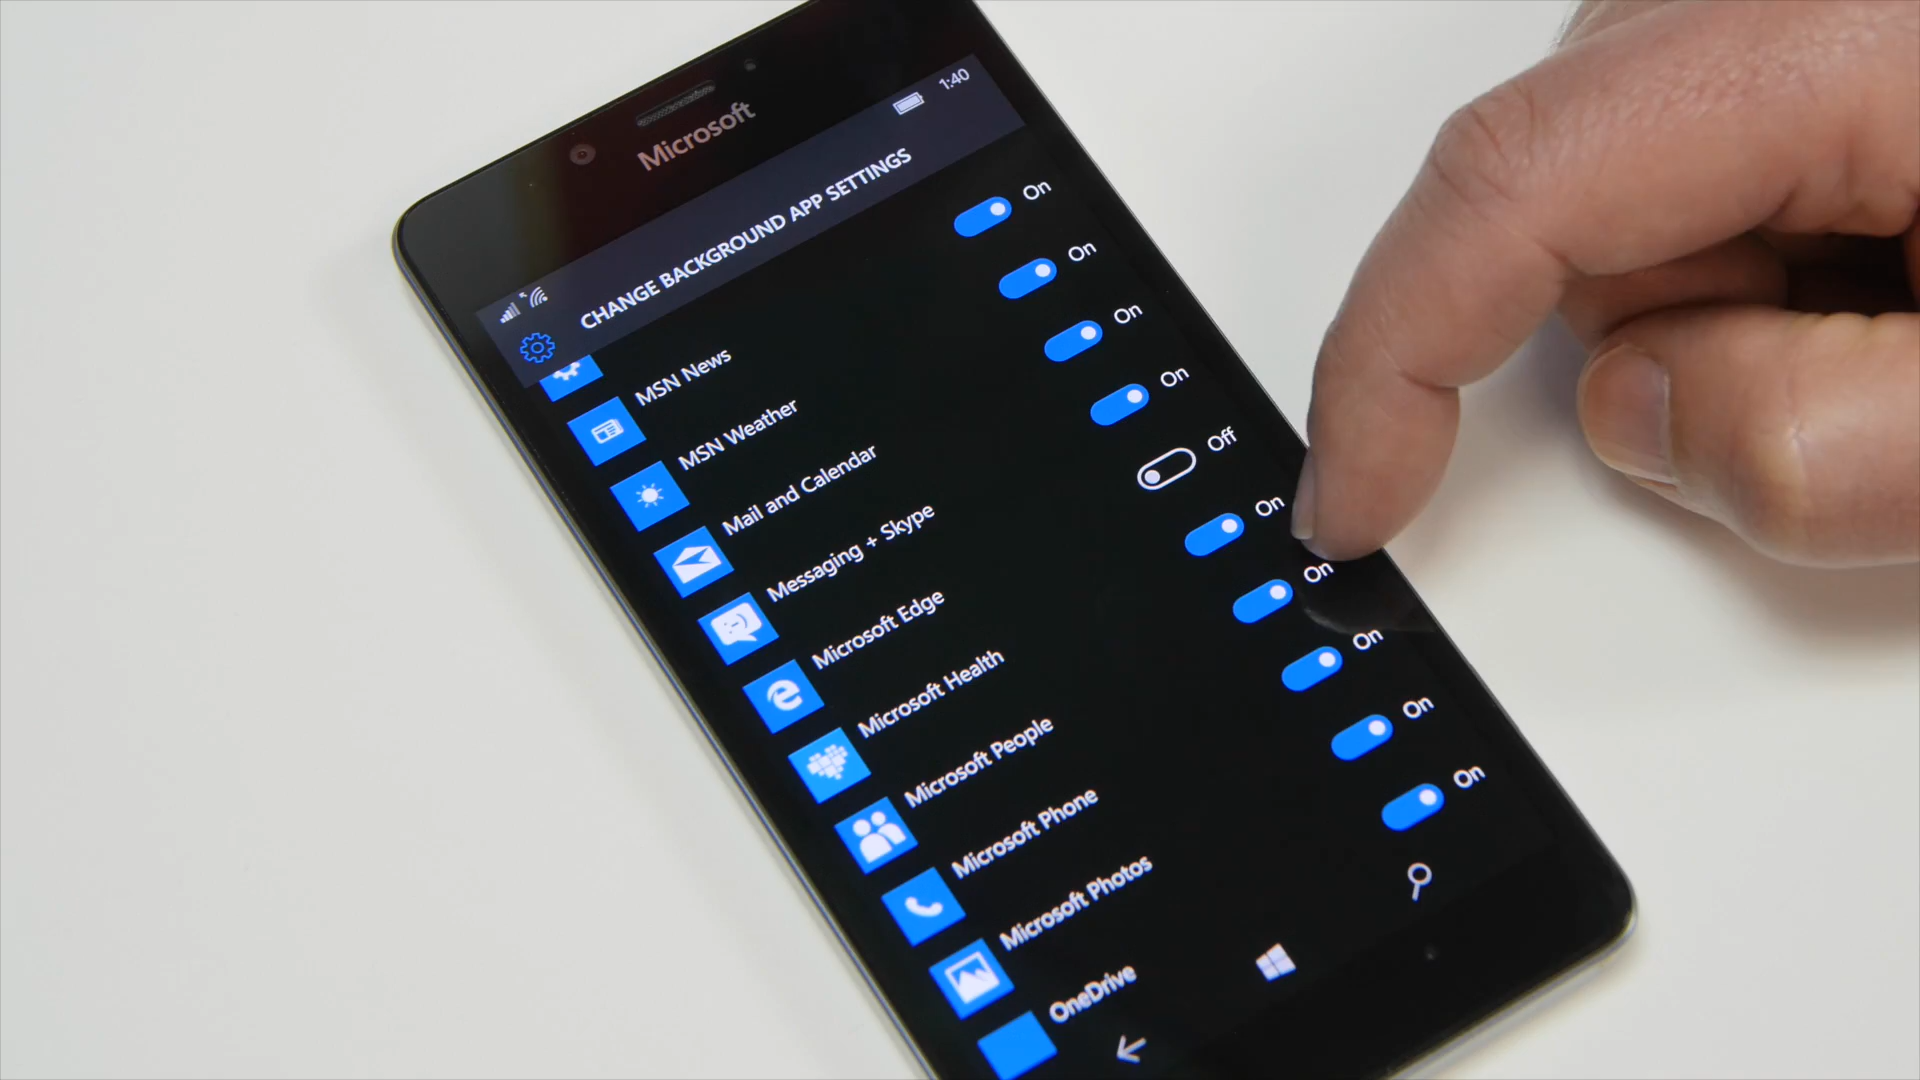 Microsoft
1:40
CHANGE BACKGROUND APP SETTINGS
MSN News On
MSN Weather On
Mail and Calendar On
Messaging + Skype On
Microsoft Edge Off
Microsoft Health On
Microsoft People On
Microsoft Phone On
Microsoft Photos On
OneDrive On